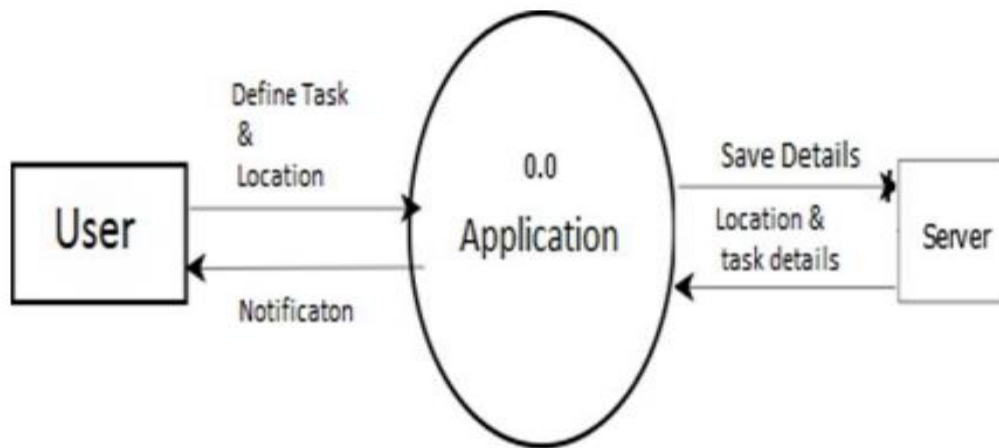 Define Task
&
Location
User
Notificaton
0.0
Application
Save Details
Location &
task details
Server